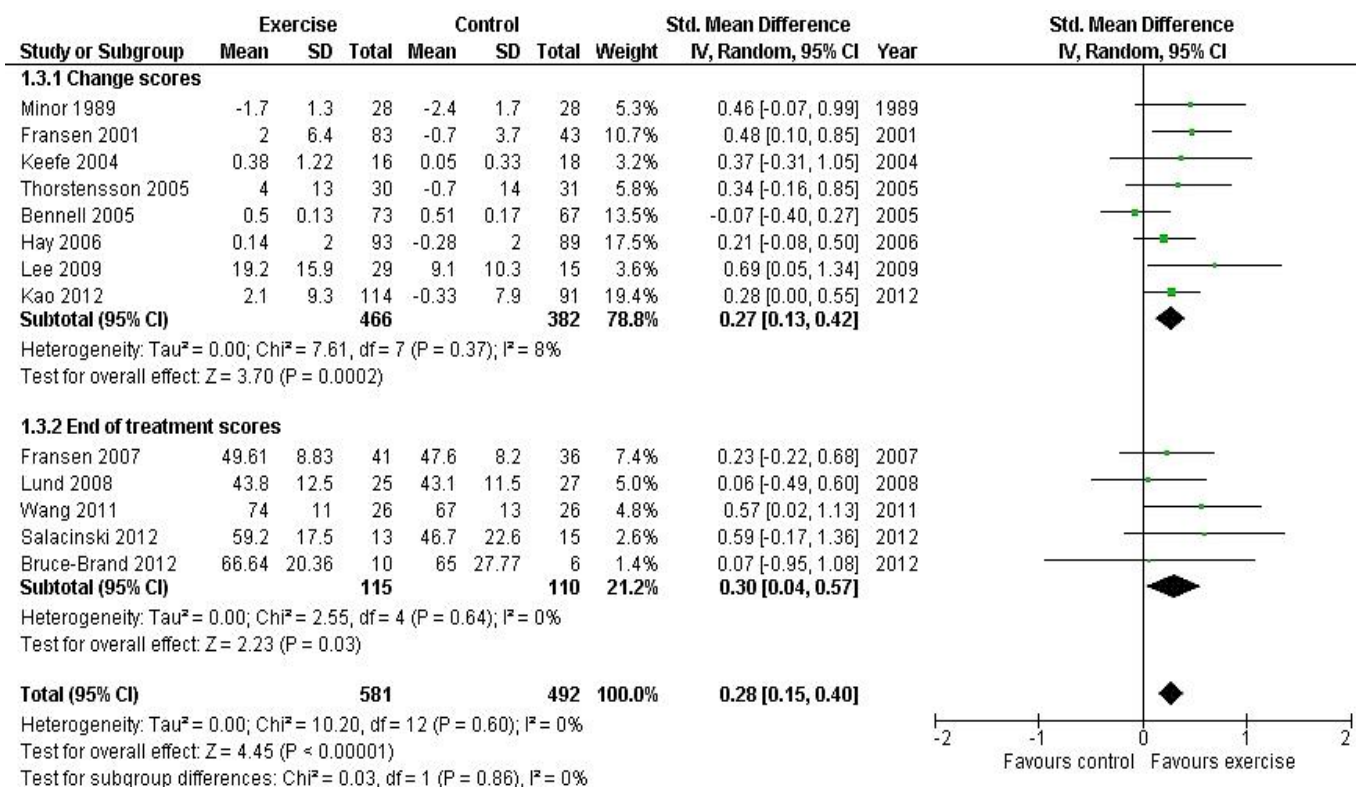 Exercise Control Std. Mean Difference Std. Mean Difference
Study or Subgroup Mean SD Total Mean SD Total Weight IV, Random, 95% CI Year IV, Random, 95% CI
1.3.1 Change scores
Minor 1989 -1.7 1.3 28 -2.4 1.7 28 5.3% 0.46 [-0.07, 0.99] 1989
Fransen 2001 2 6.4 83 -0.7 3.7 43 10.7% 0.48 [0.10, 0.85] 2001
Keefe 2004 0.38 1.22 16 0.05 0.33 18 3.2% 0.37 [-0.31, 1.05] 2004
Thorstensson 2005 4 13 30 -0.7 14 31 5.8% 0.34 [-0.16, 0.85] 2005
Bennell 2005 0.5 0.13 73 0.51 0.17 67 13.5% -0.07 [-0.40, 0.27] 2005
Hay 2006 0.14 2 93 -0.28 2 89 17.5% 0.21 [-0.08, 0.50] 2006
Lee 2009 19.2 15.9 29 9.1 10.3 15 3.6% 0.69 [0.05, 1.34] 2009
Kao 2012 2.1 9.3 114 -0.33 7.9 91 19.4% 0.28 [0.00, 0.55] 2012
Subtotal (95% CI) 466 382 78.8% 0.27 [0.13, 0.42]
Heterogeneity: Tau² = 0.00; Chi² = 7.61, df = 7 (P = 0.37); I² = 8%
Test for overall effect: Z = 3.70 (P = 0.0002)
1.3.2 End of treatment scores
Fransen 2007 49.61 8.83 41 47.6 8.2 36 7.4% 0.23 [-0.22, 0.68] 2007
Lund 2008 43.8 12.5 25 43.1 11.5 27 5.0% 0.06 [-0.49, 0.60] 2008
Wang 2011 74 11 26 67 13 26 4.8% 0.57 [0.02, 1.13] 2011
Salacinski 2012 59.2 17.5 13 46.7 22.6 15 2.6% 0.59 [-0.17, 1.36] 2012
Bruce-Brand 2012 66.64 20.36 10 65 27.77 6 1.4% 0.07 [-0.95, 1.08] 2012
Subtotal (95% CI) 115 110 21.2% 0.30 [0.04, 0.57]
Heterogeneity: Tau² = 0.00; Chi² = 2.55, df = 4 (P = 0.64); I² = 0%
Test for overall effect: Z = 2.23 (P = 0.03)
Total (95% CI) 581 492 100.0% 0.28 [0.15, 0.40]
Heterogeneity: Tau² = 0.00; Chi² = 10.20, df = 12 (P = 0.60); I² = 0%
Test for overall effect: Z = 4.45 (P < 0.00001)
Test for subgroup differences: Chi² = 0.03, df = 1 (P = 0.86), I² = 0%
-2 -1 0 1 2
Favours control Favours exercise